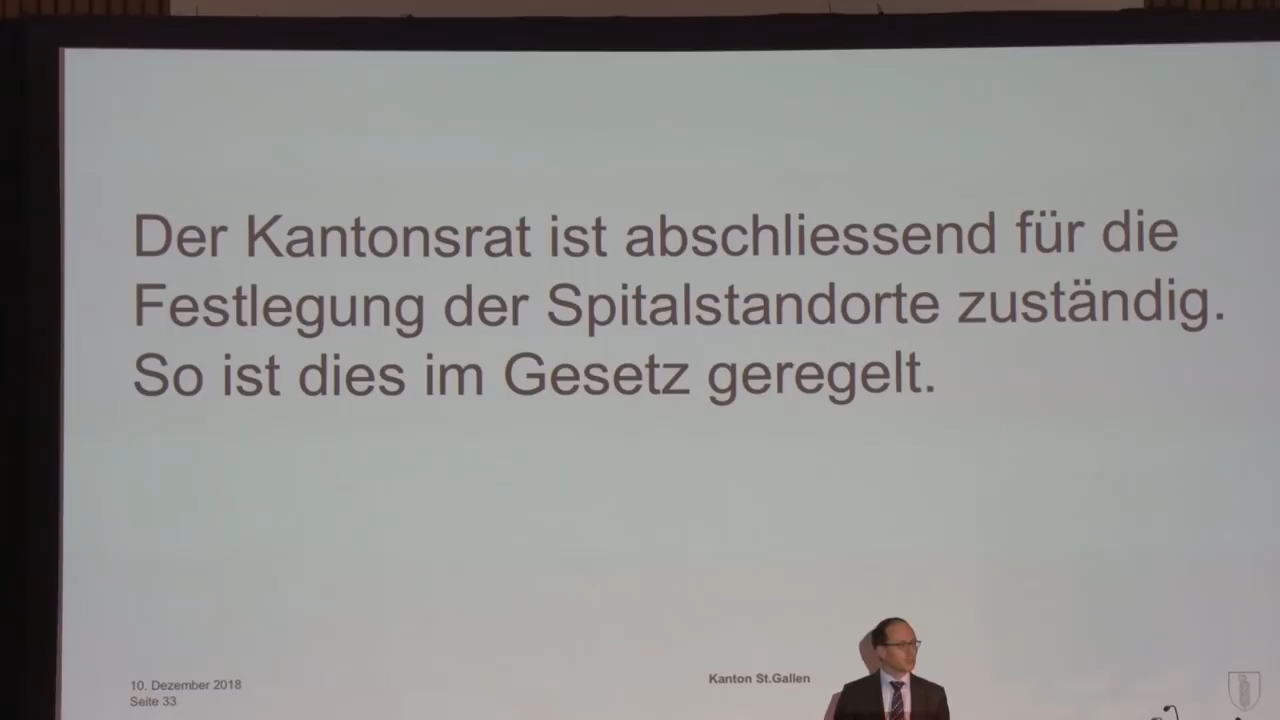 Der Kantonsrat ist abschliessend für die
Festlegung der Spitalstandorte zuständig.
So ist dies im Gesetz geregelt.
10. Dezember 2018
Seite 33
Kanton St.Gallen